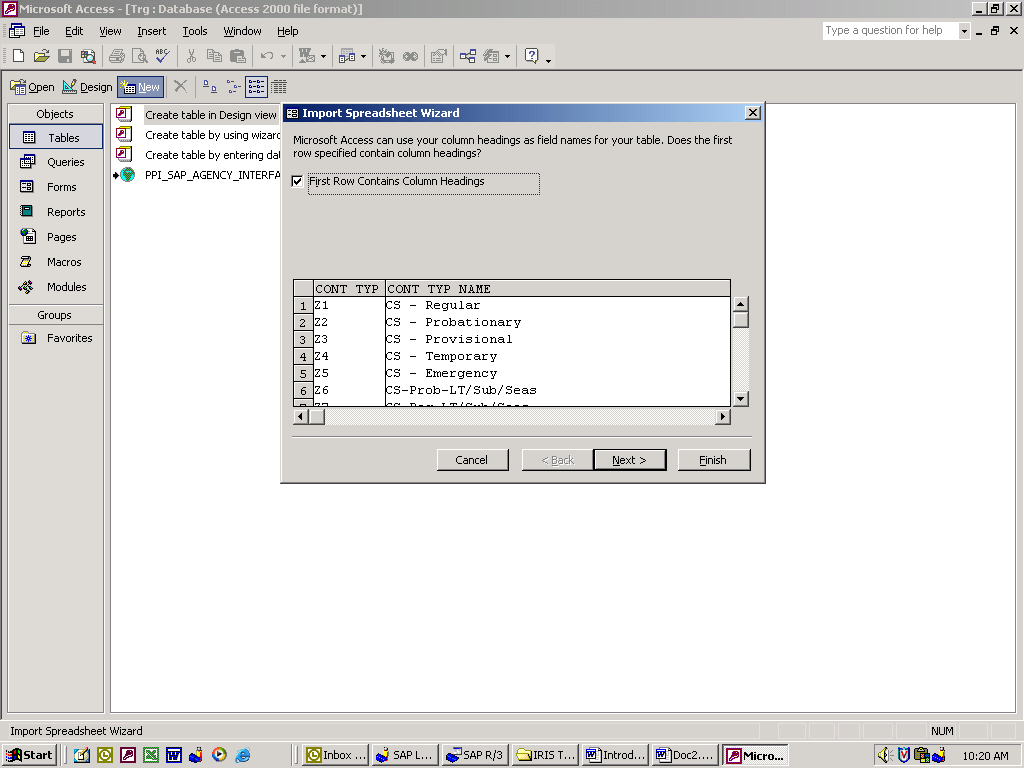 Microsoft Access - [Trg : Database (Access 2000 file format)]
File Edit View Insert Tools Window Help
Type a question for help
Open Design New
Objects
Tables
Queries
Forms
Reports
Pages
Macros
Modules
Groups
Favorites
Create table in Design view
Create table by using wizard
Create table by entering dat
PPI_SAP_AGENCY_INTERFA
Import Spreadsheet Wizard
Microsoft Access can use your column headings as field names for your table. Does the first
row specified contain column headings?
First Row Contains Column Headings
CONT TYP CONT TYP NAME
1 Z1 CS - Regular
2 Z2 CS - Probationary
3 Z3 CS - Provisional
4 Z4 CS - Temporary
5 Z5 CS - Emergency
6 Z6 CS-Prob-LT/Sub/Seas
Cancel < Back Next > Finish
Import Spreadsheet Wizard NUM
Start Inbox ... SAP L... SAP R/3 IRIS T... Introd... Doc2.... Micro... 10:20 AM